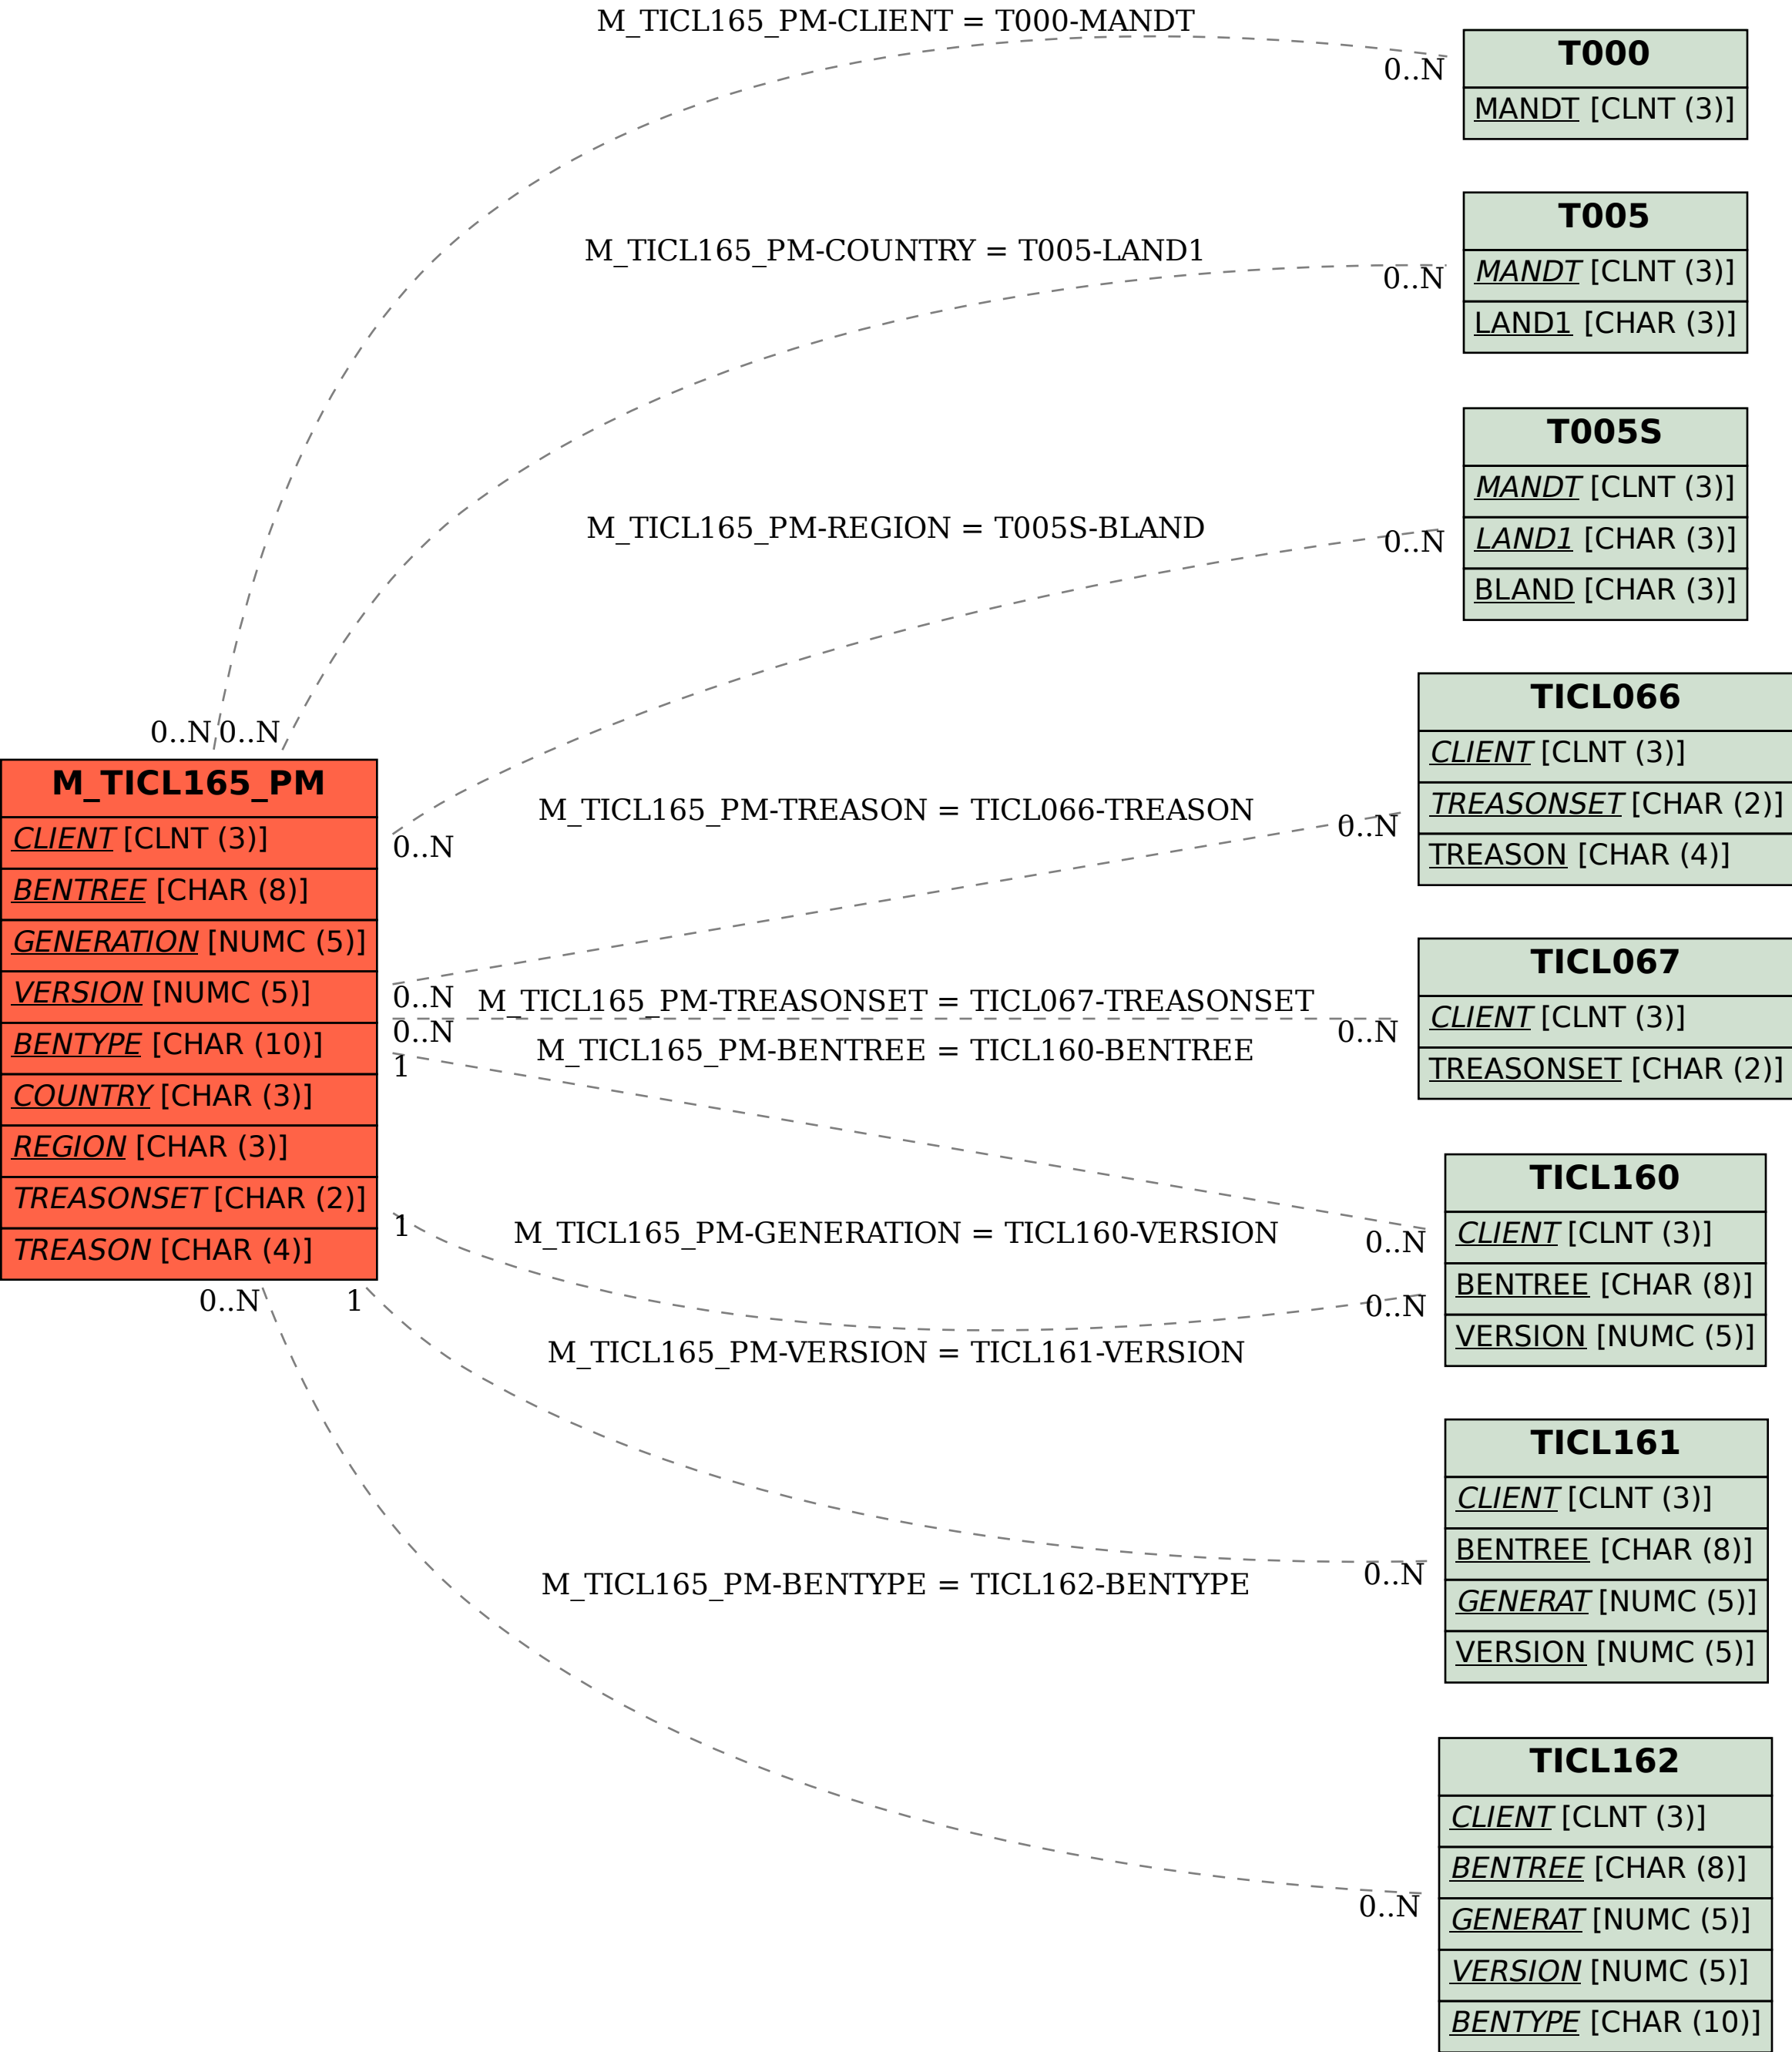 M_TICL165_PM-CLIENT = T000-MANDT
0..N
T000
MANDT [CLNT (3)]
M_TICL165_PM-COUNTRY = T005-LAND1
0..N
T005
MANDT [CLNT (3)]
LAND1 [CHAR (3)]
M_TICL165_PM-REGION = T005S-BLAND
0..N
T005S
MANDT [CLNT (3)]
LAND1 [CHAR (3)]
BLAND [CHAR (3)]
0..N 0..N
M_TICL165_PM
CLIENT [CLNT (3)]
BENTREE [CHAR (8)]
GENERATION [NUMC (5)]
VERSION [NUMC (5)]
BENTYPE [CHAR (10)]
COUNTRY [CHAR (3)]
REGION [CHAR (3)]
TREASONSET [CHAR (2)]
TREASON [CHAR (4)]
0..N
M_TICL165_PM-TREASON = TICL066-TREASON
0..N
0..N
TICL066
CLIENT [CLNT (3)]
TREASONSET [CHAR (2)]
TREASON [CHAR (4)]
M_TICL165_PM-TREASONSET = TICL067-TREASONSET
0..N
0..N
TICL067
CLIENT [CLNT (3)]
TREASONSET [CHAR (2)]
M_TICL165_PM-BENTREE = TICL160-BENTREE
1
0..N
M_TICL165_PM-GENERATION = TICL160-VERSION
1
0..N
TICL160
CLIENT [CLNT (3)]
BENTREE [CHAR (8)]
VERSION [NUMC (5)]
0..N 1
M_TICL165_PM-VERSION = TICL161-VERSION
0..N
TICL161
CLIENT [CLNT (3)]
BENTREE [CHAR (8)]
GENERAT [NUMC (5)]
VERSION [NUMC (5)]
M_TICL165_PM-BENTYPE = TICL162-BENTYPE
0..N
TICL162
CLIENT [CLNT (3)]
BENTREE [CHAR (8)]
GENERAT [NUMC (5)]
VERSION [NUMC (5)]
BENTYPE [CHAR (10)]